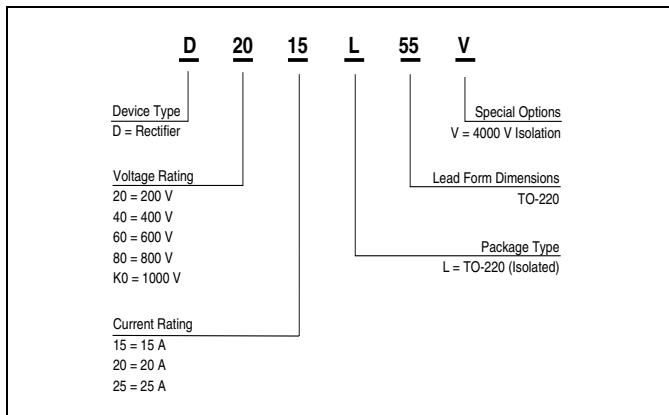 D 20 15 L 55 V
Device Type
D = Rectifier
Voltage Rating
20 = 200 V
40 = 400 V
60 = 600 V
80 = 800 V
K0 = 1000 V
Current Rating
15 = 15 A
20 = 20 A
25 = 25 A
Special Options
V = 4000 V Isolation
Lead Form Dimensions
TO-220
Package Type
L = TO-220 (Isolated)